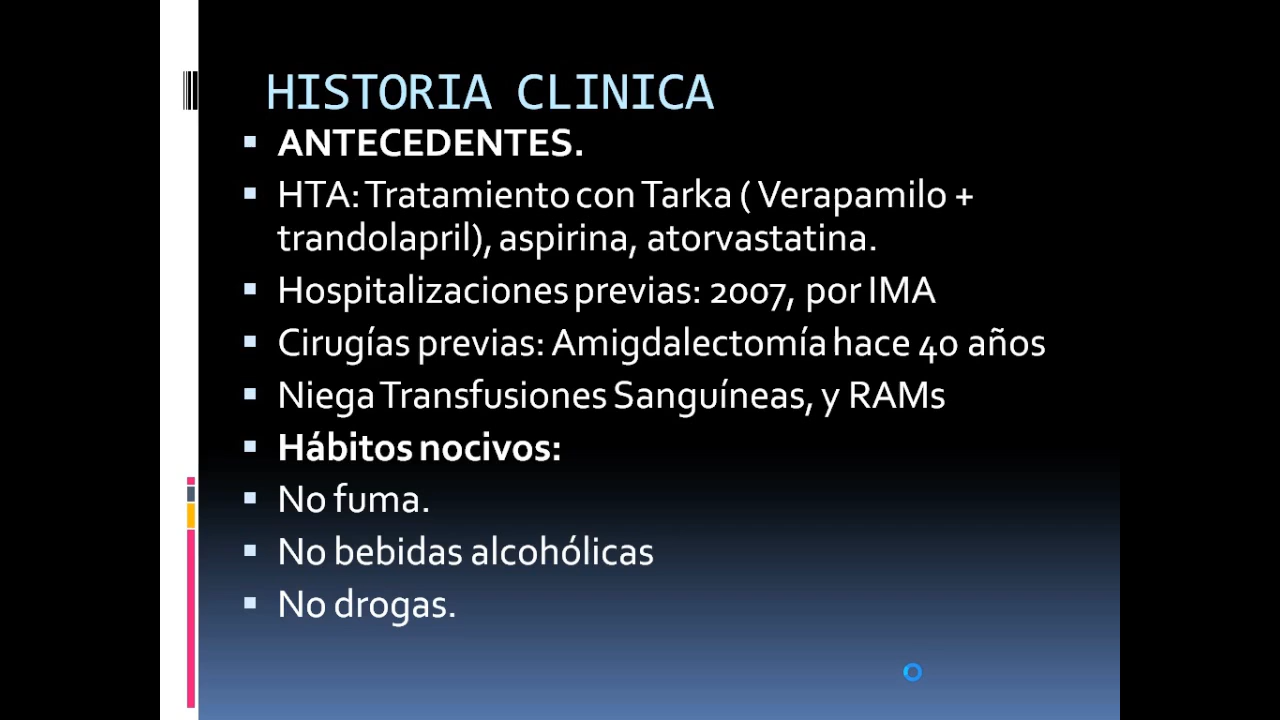 HISTORIA CLINICA
ANTECEDENTES.
HTA: Tratamiento con Tarka ( Verapamilo +
trandolapril), aspirina, atorvastatina.
Hospitalizaciones previas: 2007, por IMA
Cirugías previas: Amigdalectomía hace 40 años
Niega Transfusiones Sanguíneas, y RAMs
Hábitos nocivos:
No fuma.
No bebidas alcohólicas
No drogas.